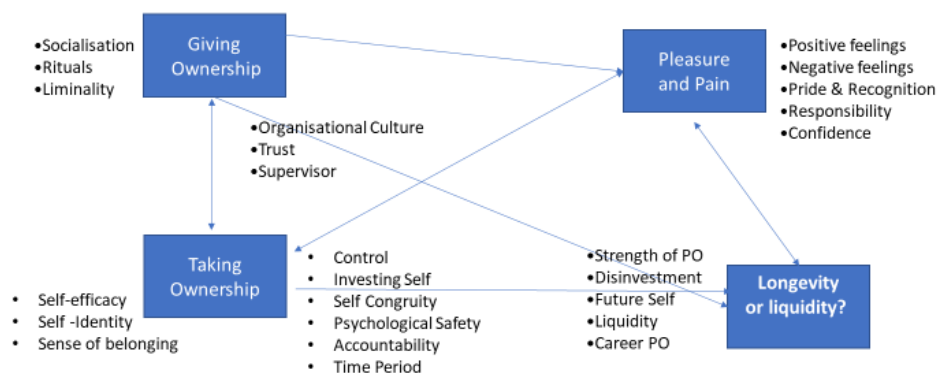 •Socialisation
•Rituals
•Liminality
Giving
Ownership
•Organisational Culture
•Trust
•Supervisor
Pleasure
and Pain
•Positive feelings
•Negative feelings
•Pride & Recognition
•Responsibility
•Confidence
Taking
Ownership
• Self-efficacy
• Self -Identity
• Sense of belonging
• Control
• Investing Self
• Self Congruity
• Psychological Safety
• Accountability
• Time Period
•Strength of PO
•Disinvestment
•Future Self
•Liquidity
•Career PO
Longevity
or liquidity?